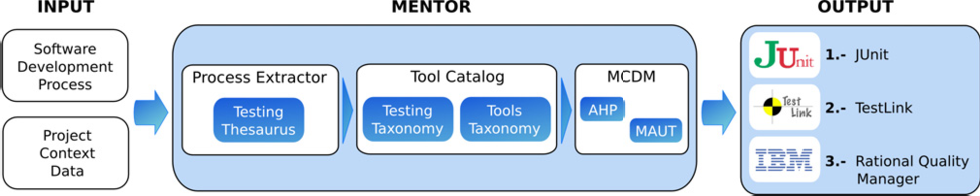 INPUT
MENTOR
OUTPUT
Software
Development
Process
Project
Context
Data
Process Extractor
Testing
Thesaurus
Tool Catalog
Testing
Taxonomy
Tools
Taxonomy
MCDM
AHP
MAUT
JUnit
1.- JUnit
Test
Link
2.- TestLink
IBM
3.- Rational Quality
Manager